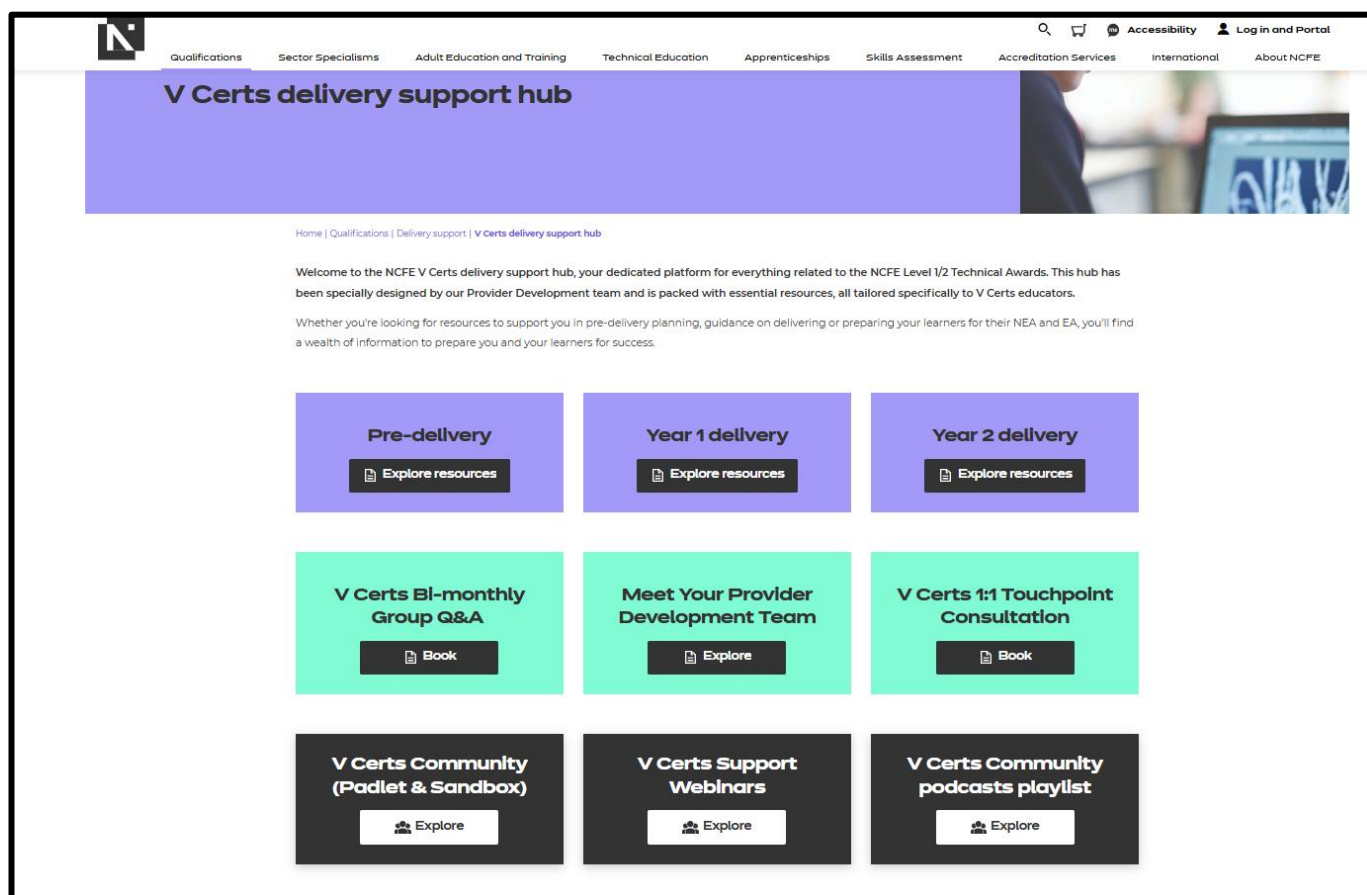 N
Accessibility Log in and Portal
Qualifications Sector Specialisms Adult Education and Training Technical Education Apprenticeships Skills Assessment Accreditation Services International About NCFE
V Certs delivery support hub
Home | Qualifications | Delivery support | V Certs delivery support hub
Welcome to the NCFE V Certs delivery support hub, your dedicated platform for everything related to the NCFE Level 1/2 Technical Awards. This hub has
been specially designed by our Provider Development team and is packed with essential resources, all tailored specifically to V Certs educators.
Whether you're looking for resources to support you in pre-delivery planning, guidance on delivering or preparing your learners for their NEA and EA, you'll find
a wealth of information to prepare you and your learners for success.
Pre-delivery
Explore resources
Year 1 delivery
Explore resources
Year 2 delivery
Explore resources
V Certs Bi-monthly
Group Q&A
Book
Meet Your Provider
Development Team
Explore
V Certs 1:1 Touchpoint
Consultation
Book
V Certs Community
(Padlet & Sandbox)
Explore
V Certs Support
Webinars
Explore
V Certs Community
podcasts playlist
Explore